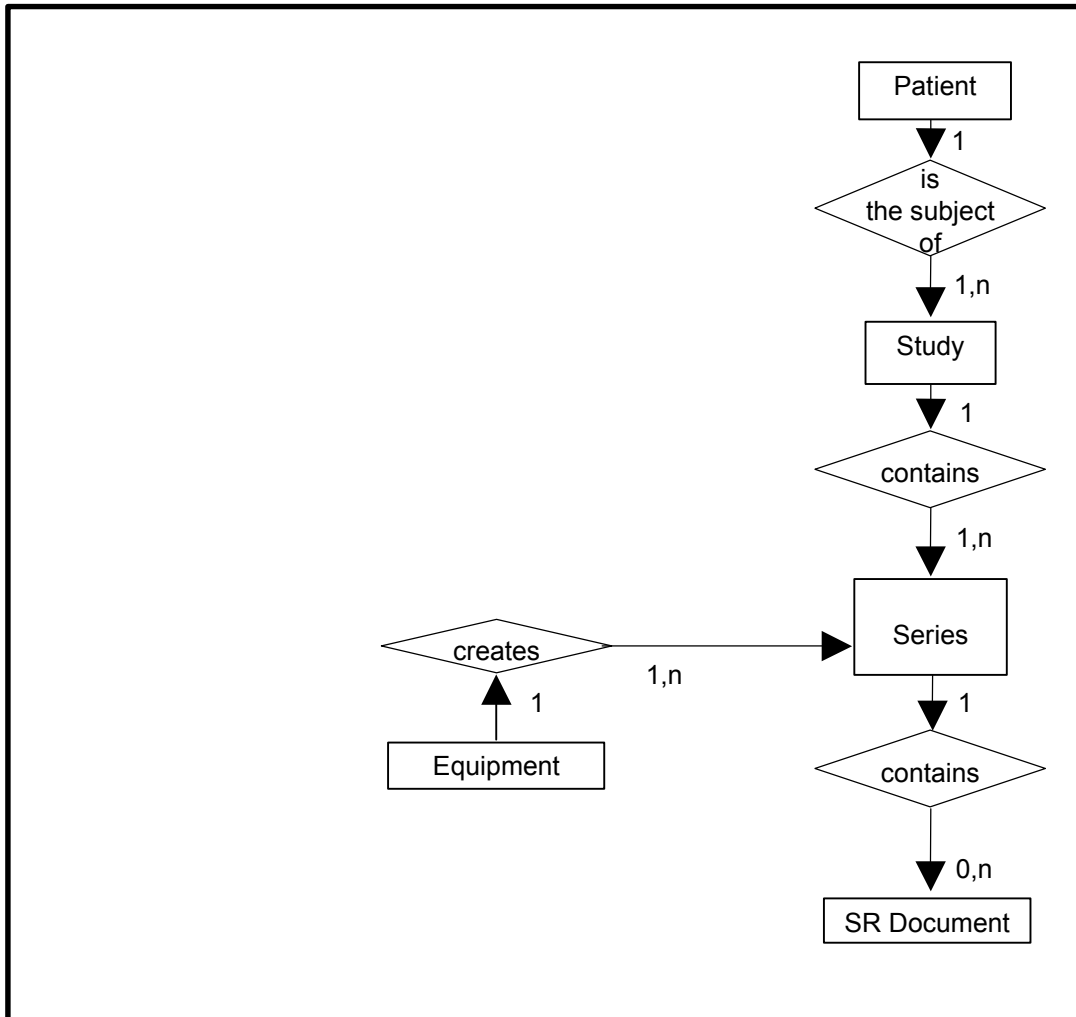 Patient
1
is
the subject
of
1,n
Study
1
contains
1,n
Series
creates
1,n
1
1
Equipment
contains
0,n
SR Document